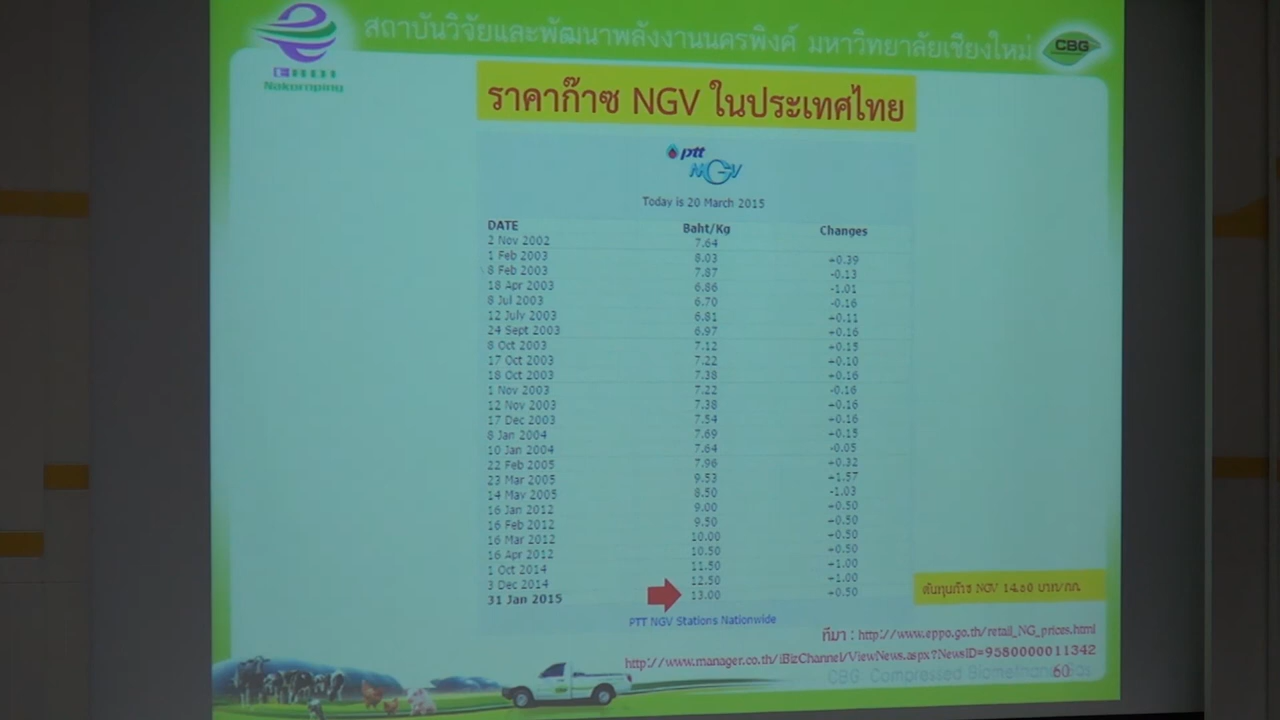 สถาบันวิจัยและพัฒนาพลังงานนครพิงค์ มหาวิทยาลัยเชียงใหม่
CBG
Nakornping
ราคาก๊าซ NGV ในประเทศไทย
ptt
NGV
Today is 20 March 2015
DATE Baht/Kg Changes
2 Nov 2002 7.64
1 Feb 2003 8.03 +0.39
8 Feb 2003 7.87 -0.13
18 Apr 2003 6.86 -1.01
8 Jul 2003 6.70 -0.16
12 July 2003 6.81 +0.11
24 Sept 2003 6.97 +0.16
8 Oct 2003 7.12 +0.15
17 Oct 2003 7.22 +0.10
18 Oct 2003 7.38 +0.16
1 Nov 2003 7.22 -0.16
12 Nov 2003 7.38 +0.16
17 Dec 2003 7.54 +0.16
8 Jan 2004 7.69 +0.15
10 Jan 2004 7.64 -0.05
22 Feb 2005 7.96 +0.32
23 Mar 2005 9.53 +1.57
14 May 2005 8.50 -1.03
16 Jan 2012 9.00 +0.50
16 Feb 2012 9.50 +0.50
16 Mar 2012 10.00 +0.50
16 Apr 2012 10.50 +0.50
1 Oct 2014 11.50 +1.00
3 Dec 2014 12.50 +1.00
31 Jan 2015 13.00 +0.50
ต้นทุนก๊าซ NGV บาท/กก.
PTT NGV Stations Nationwide
ที่มา : http://www.eppo.go.th/retail_NG_prices.html
http://www.manager.co.th/iBizChannel/ViewNews.aspx?NewsID=9580000011342
CBG: Compressed Biomethane
60